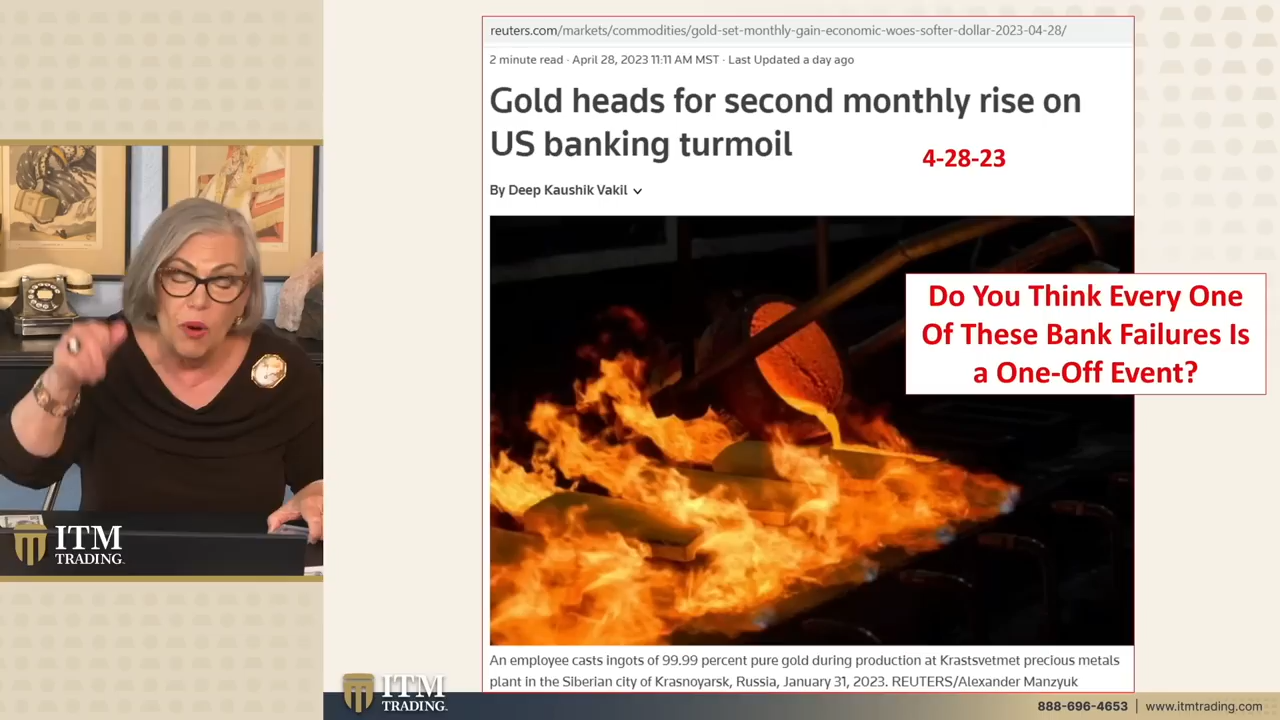 reuters.com/markets/commodities/gold-set-monthly-gain-economic-woes-softer-dollar-2023-04-28/
2 minute read · April 28, 2023 11:11 AM MST · Last Updated a day ago
Gold heads for second monthly rise on
US banking turmoil
4-28-23
By Deep Kaushik Vakil
Do You Think Every One
Of These Bank Failures Is
a One-Off Event?
ITM
TRADING
An employee casts ingots of 99.99 percent pure gold during production at Krastsvetmet precious metals
plant in the Siberian city of Krasnoyarsk, Russia, January 31, 2023. REUTERS/Alexander Manzyuk
ITM
TRADING
888-696-4653 | www.itmtrading.com